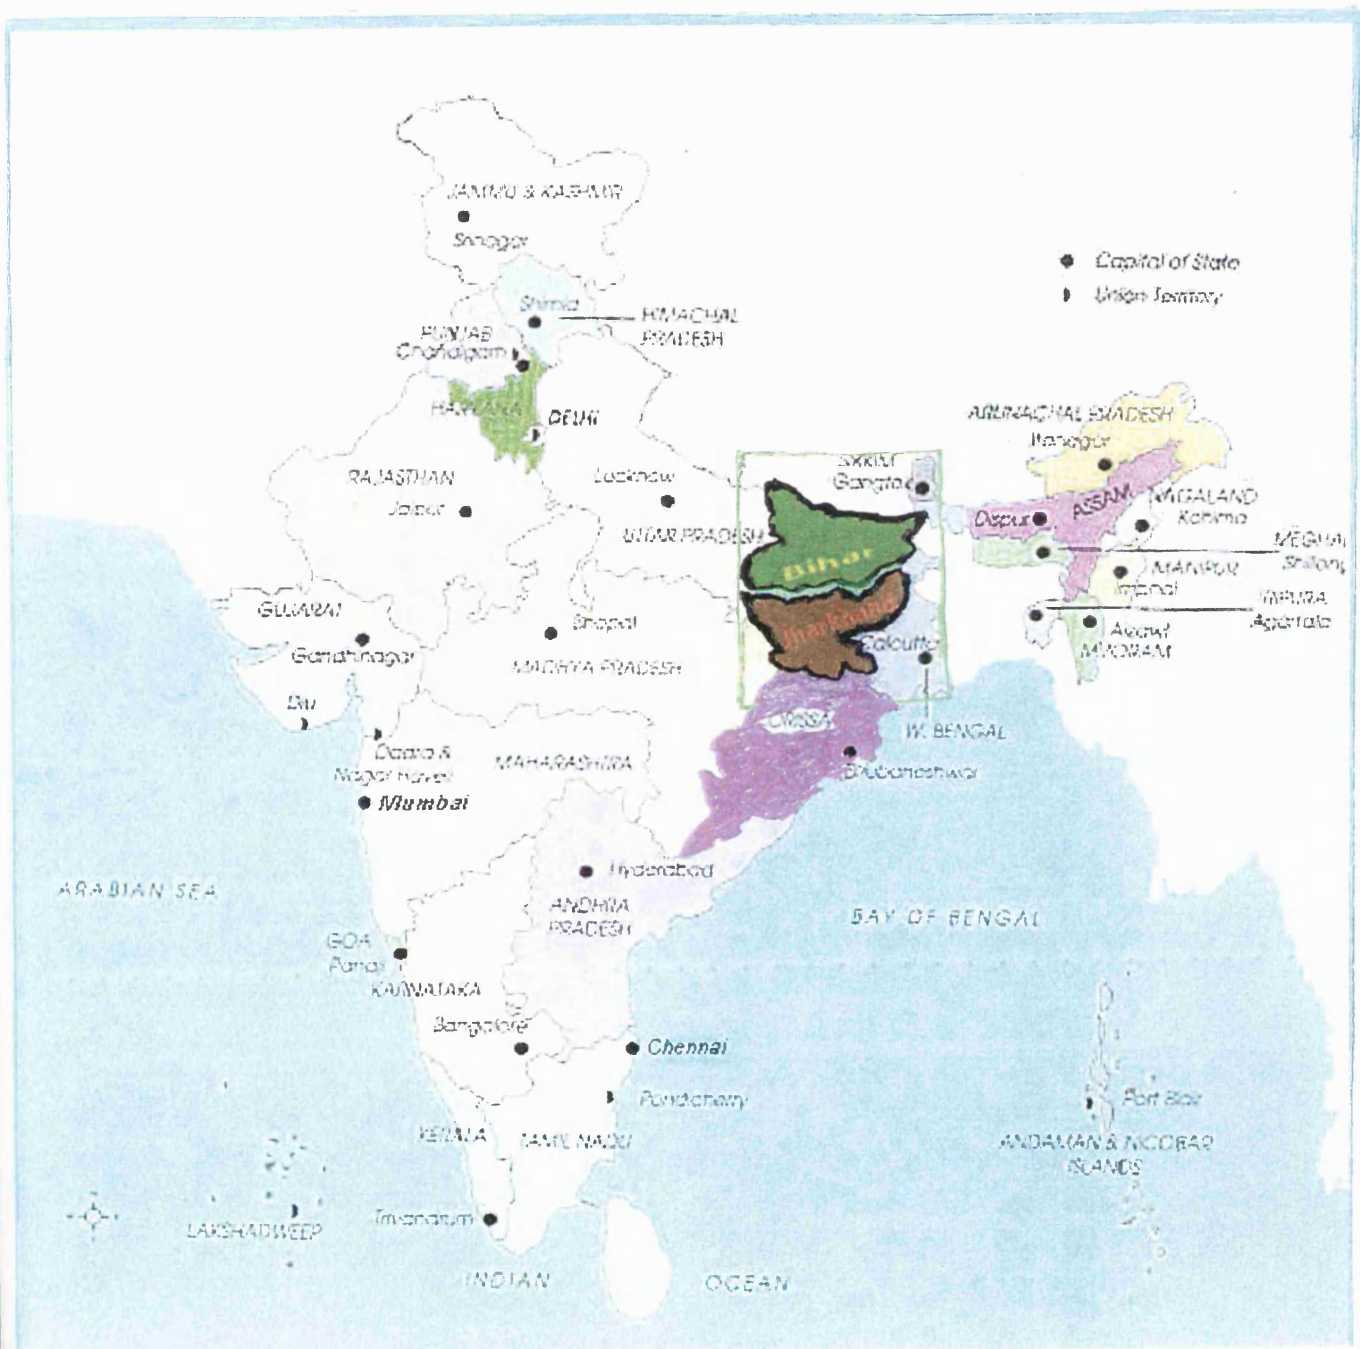 JAMMU & KASHMIR
Srinagar
Capital of State
Union Territory
Shimla
HIMACHAL
PRADESH
PUNJAB
Chandigarh
HARYANA
DELHI
ARUNACHAL PRADESH
Itanagar
SIKKIM
Gangtok
RAJASTHAN
Jaipur
Lucknow
UTTAR PRADESH
ASSAM
Dispur
NAGALAND
Kohima
MEGHAL
Shillong
MANIPUR
Imphal
TRIPURA
Agartala
Bihar
Jharkhand
GUJARAT
Gandhinagar
Bhopal
MADHYA PRADESH
Calcutta
Aizawl
MIZORAM
Diu
ORISSA
W. BENGAL
Bhubaneshwar
Dadra &
Nagar Haveli
MAHARASHTRA
Mumbai
Hyderabad
ARABIAN SEA
ANDHRA
PRADESH
BAY OF BENGAL
GOA
Panaji
KARNATAKA
Bangalore
Chennai
Pondicherry
Port Blair
KERALA
TAMIL NADU
ANDAMAN & NICOBAR
ISLANDS
LAKSHADWEEP
Trivandrum
INDIAN OCEAN